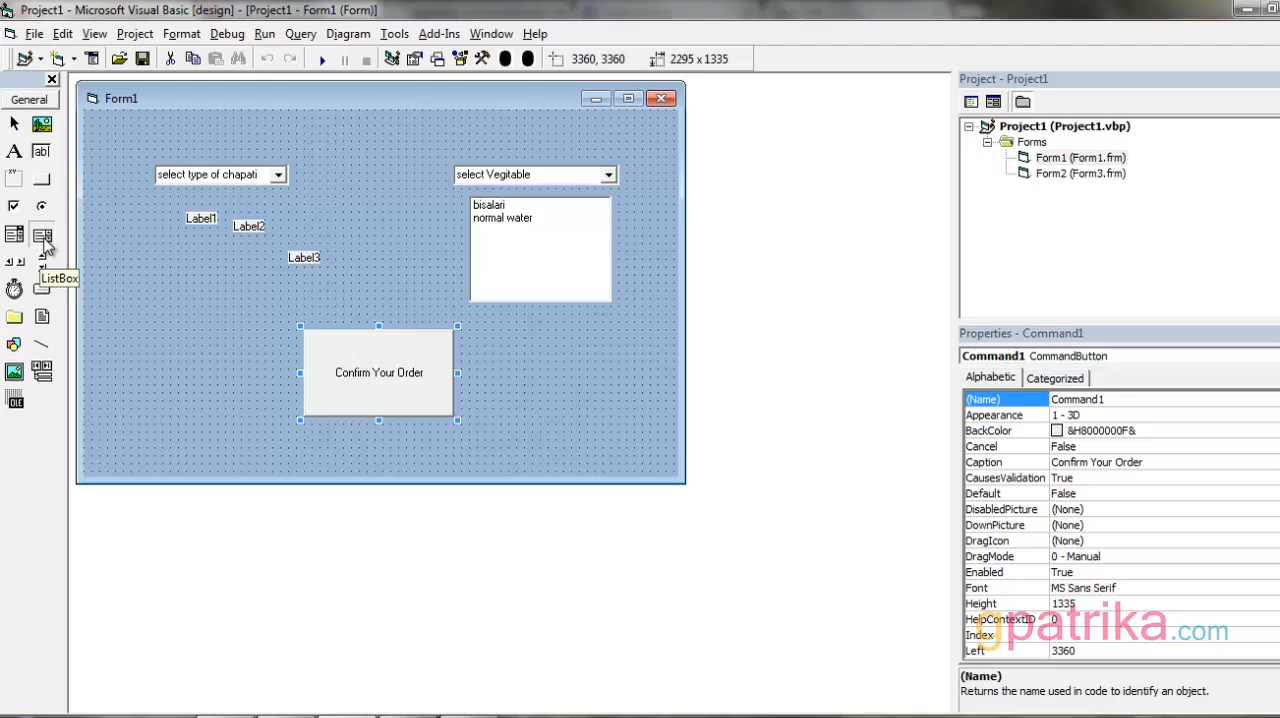 Project1 - Microsoft Visual Basic [design] - [Project1 - Form1 (Form)]
File Edit View Project Format Debug Run Query Diagram Tools Add-Ins Window Help
3360, 3360 2295 x 1335
General
A
ab|
XY
ListBox
OLE
Form1
select type of chapati
select Vegitable
Label1
Label2
Label3
bisalari
normal water
Confirm Your Order
Project - Project1
Project1 (Project1.vbp)
Forms
Form1 (Form1.frm)
Form2 (Form3.frm)
Properties - Command1
Command1 CommandButton
Alphabetic Categorized
(Name) Command1
Appearance 1 - 3D
BackColor &H8000000F&
Cancel False
Caption Confirm Your Order
CausesValidation True
Default False
DisabledPicture (None)
DownPicture (None)
DragIcon (None)
DragMode 0 - Manual
Enabled True
Font MS Sans Serif
Height 1335
HelpContextID 0
Index
Left 3360
gpatrika.com
(Name)
Returns the name used in code to identify an object.